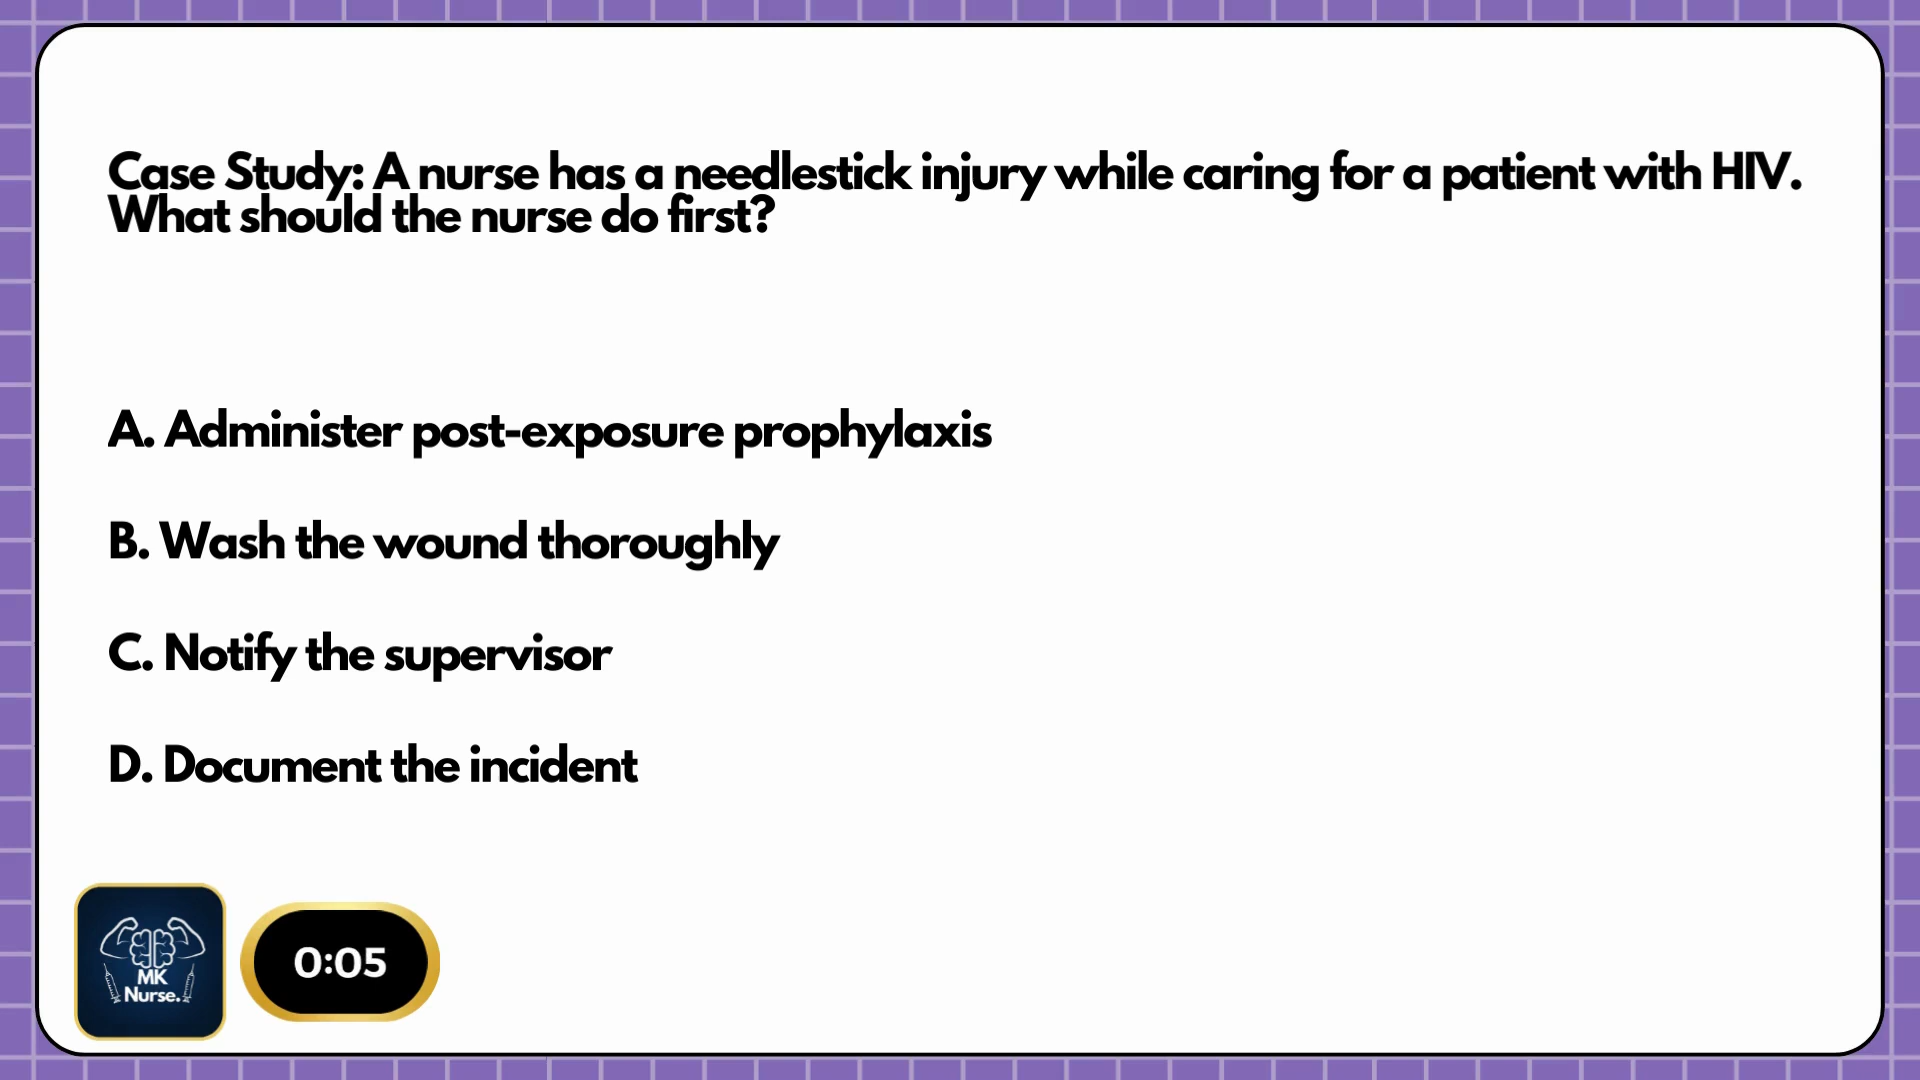 Case Study: A nurse has a needlestick injury while caring for a patient with HIV.
What should the nurse do first?
A. Administer post-exposure prophylaxis
B. Wash the wound thoroughly
C. Notify the supervisor
D. Document the incident
MK
Nurse.
0:05